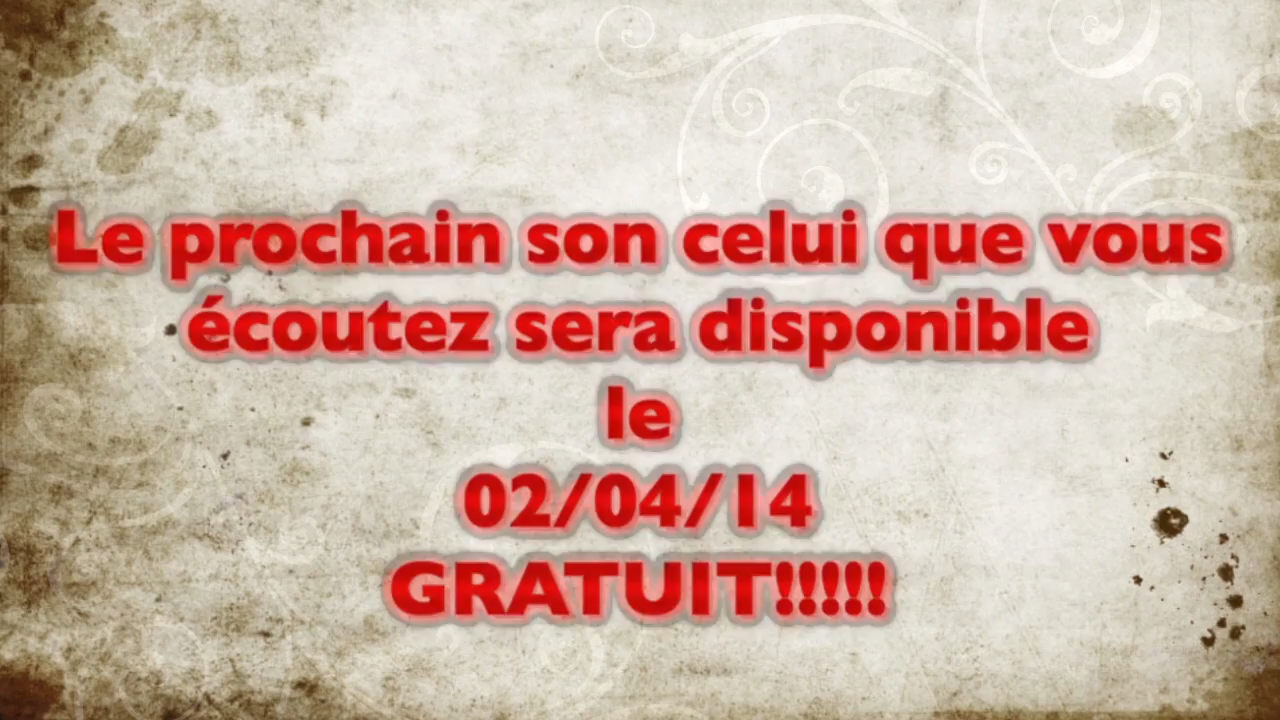 Le prochain son celui que vous
écoutez sera disponible
le
02/04/14
GRATUIT!!!!!